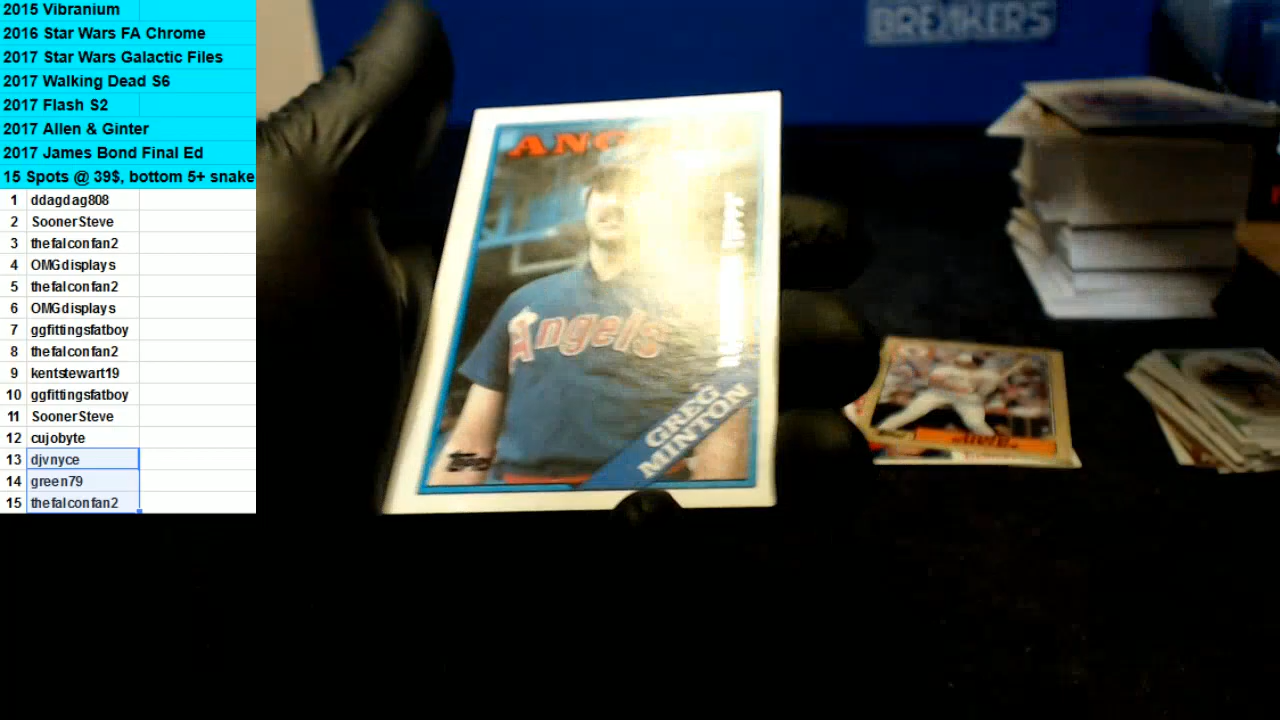 2015 Vibranium
2016 Star Wars FA Chrome
2017 Star Wars Galactic Files
2017 Walking Dead S6
2017 Flash S2
2017 Allen & Ginter
2017 James Bond Final Ed
15 Spots @ 39$, bottom 5+ snake
1 ddagdag808
2 SoonerSteve
3 thefalconfan2
4 OMGdisplays
5 thefalconfan2
6 OMGdisplays
7 ggfittingsfatboy
8 thefalconfan2
9 kentstewart19
10 ggfittingsfatboy
11 SoonerSteve
12 cujobyte
13 djvnyce
14 green79
15 thefalconfan2
BREAKERS
ANG
Angels
GREG
MINTON
Topps